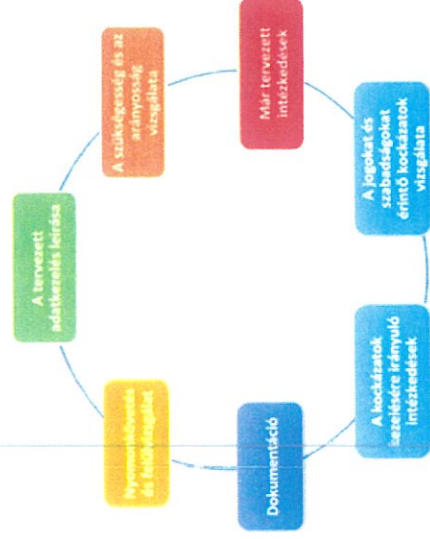 A tervezett
adatkezelés leírása
A szükségesség és az
arányosság
vizsgálata
Már tervezett
intézkedések
A jogokat és
szabadságokat
érintő kockázatok
vizsgálata
A kockázatok
kezelésére irányuló
intézkedések
Dokumentáció
Nyomonkövetés
és felülvizsgálat